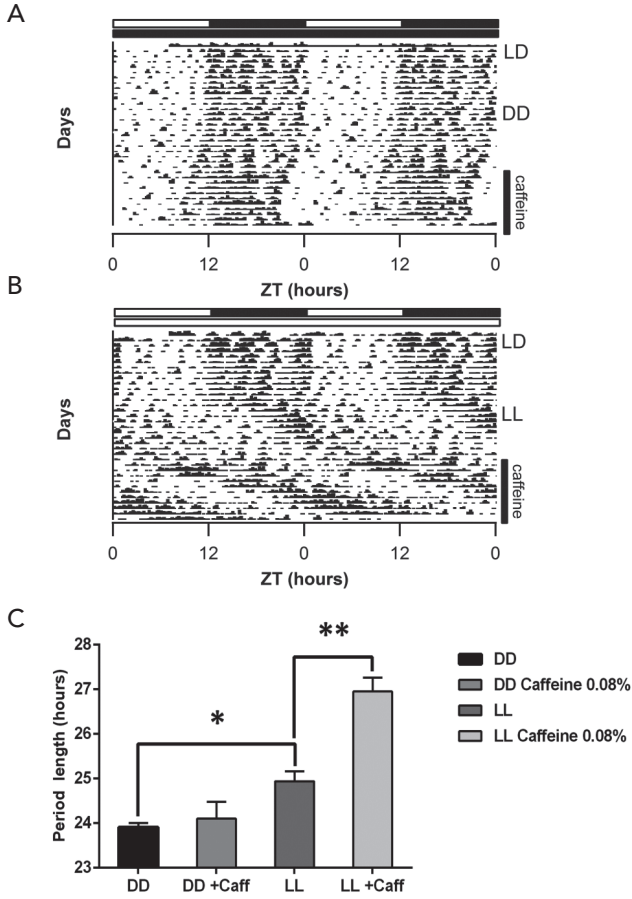 A
LD
DD
Days
caffeine
0 12 0 12 0
ZT (hours)
B
LD
LL
Days
caffeine
0 12 0 12 0
ZT (hours)
C
28
27
26
25
24
23
Period length (hours)
*
**
DD
DD Caffeine 0.08%
LL
LL Caffeine 0.08%
DD DD +Caff LL LL +Caff